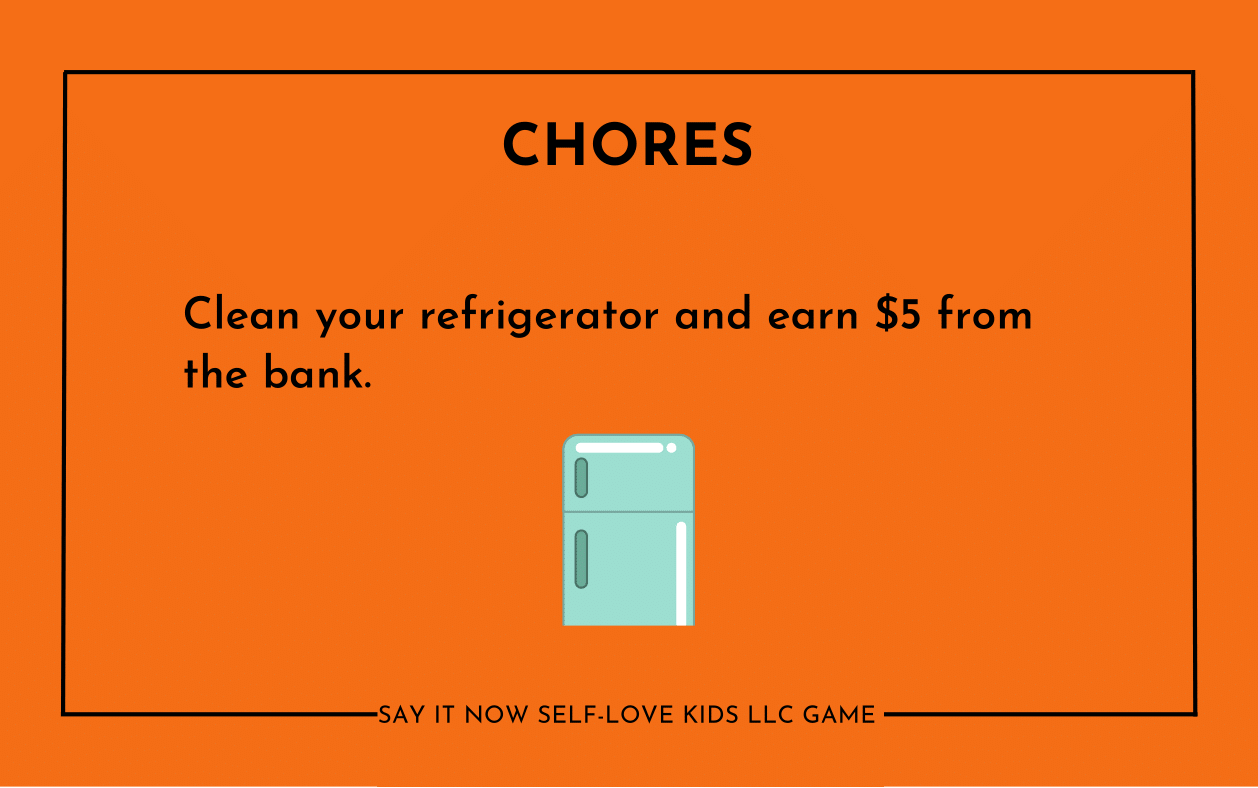 CHORES
Clean your refrigerator and earn $5 from
the bank.
SAY IT NOW SELF-LOVE KIDS LLC GAME